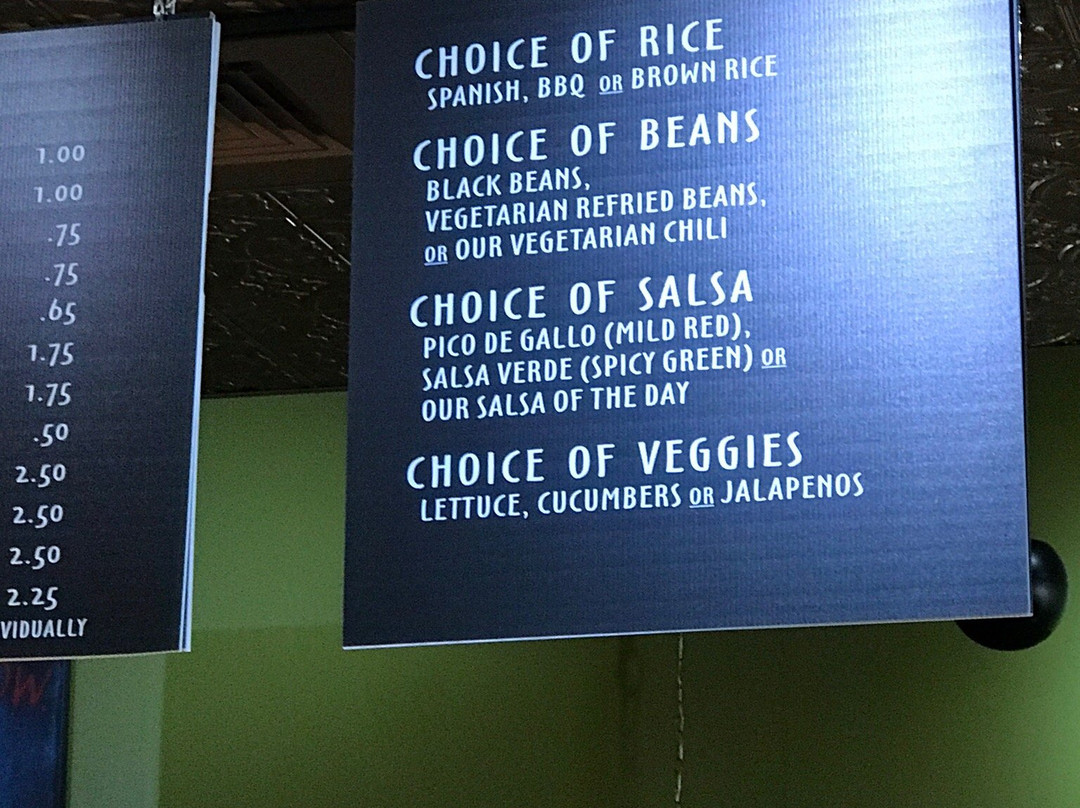 1.00
1.00
.75
.75
.65
1.75
1.75
.50
2.50
2.50
2.50
2.25
VIDUALLY
OW
CHOICE OF RICE
SPANISH, BBQ OR BROWN RICE
CHOICE OF BEANS
BLACK BEANS,
VEGETARIAN REFRIED BEANS,
OR OUR VEGETARIAN CHILI
CHOICE OF SALSA
PICO DE GALLO (MILD RED),
SALSA VERDE (SPICY GREEN) OR
OUR SALSA OF THE DAY
CHOICE OF VEGGIES
LETTUCE, CUCUMBERS OR JALAPENOS